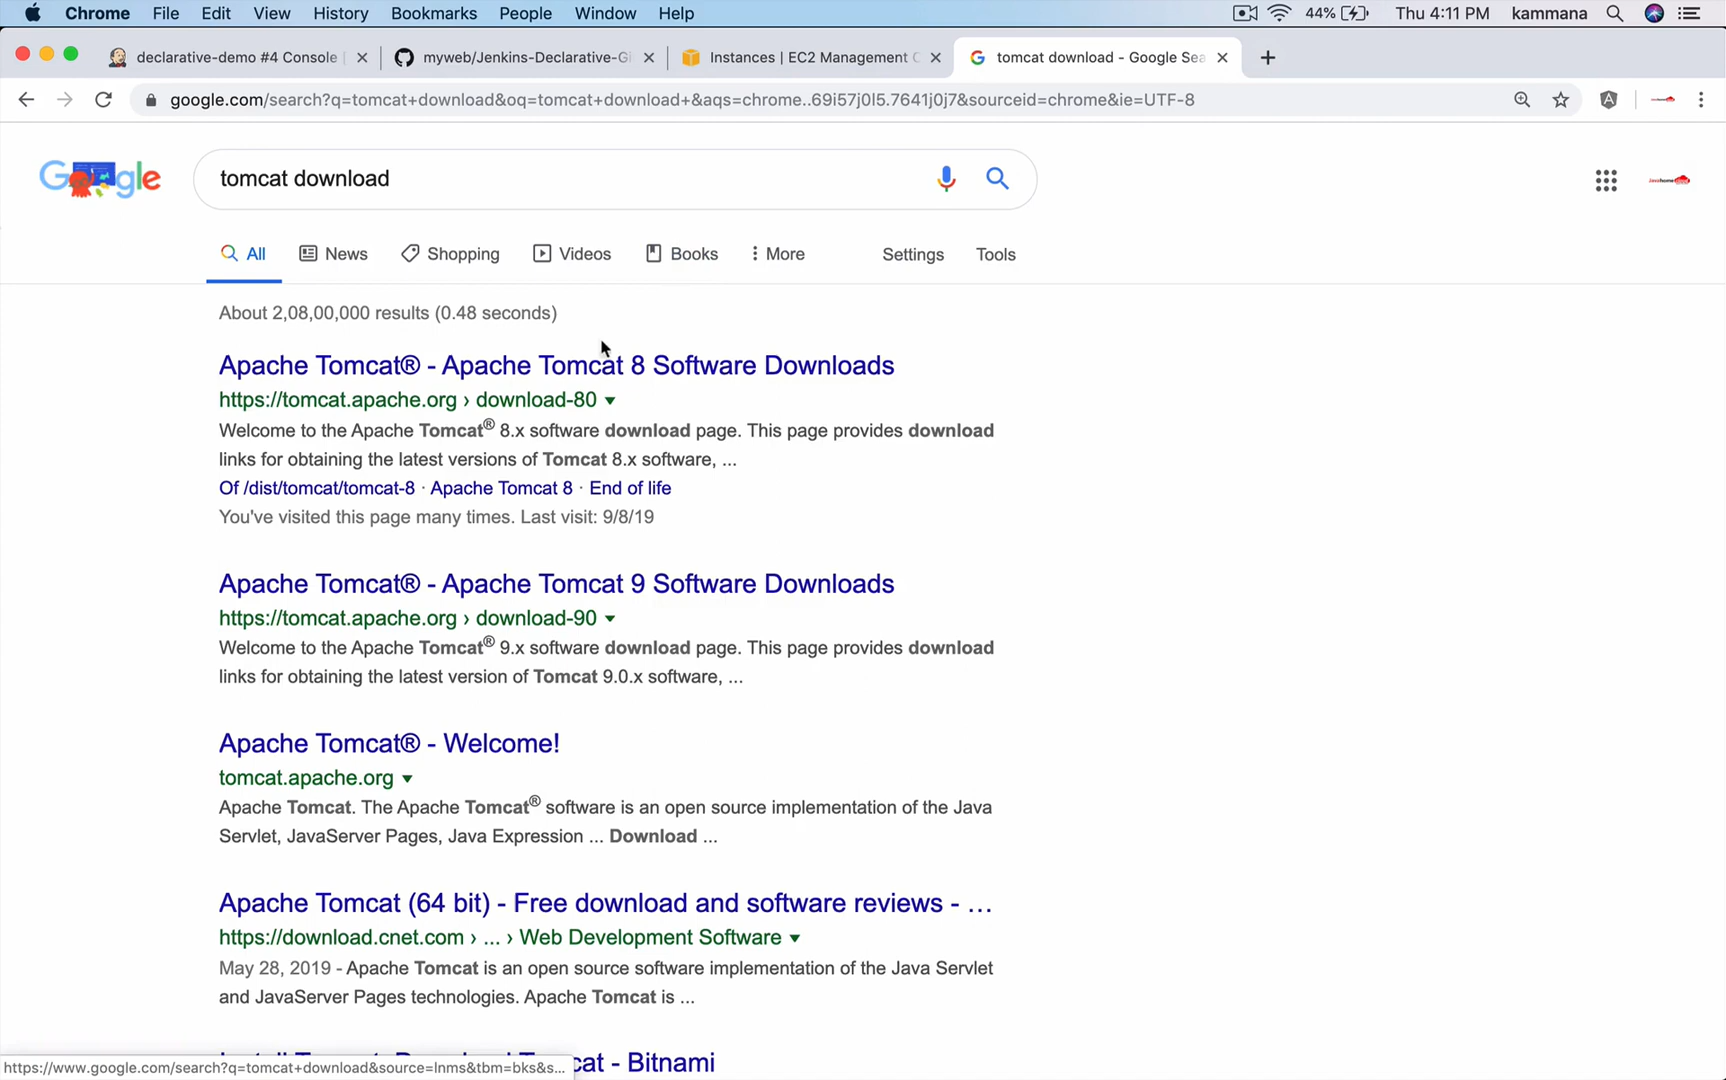 Chrome File Edit View History Bookmarks People Window Help 44% Thu 4:11 PM kammana
declarative-demo #4 Console myweb/Jenkins-Declarative-Gi Instances | EC2 Management C tomcat download - Google Sea
google.com/search?q=tomcat+download&oq=tomcat+download+&aqs=chrome..69i57j0l5.7641j0j7&sourceid=chrome&ie=UTF-8
Google tomcat download
All News Shopping Videos Books More Settings Tools
About 2,08,00,000 results (0.48 seconds)
Apache Tomcat® - Apache Tomcat 8 Software Downloads
https://tomcat.apache.org › download-80
Welcome to the Apache Tomcat® 8.x software download page. This page provides download
links for obtaining the latest versions of Tomcat 8.x software, ...
Of /dist/tomcat/tomcat-8 · Apache Tomcat 8 · End of life
You've visited this page many times. Last visit: 9/8/19
Apache Tomcat® - Apache Tomcat 9 Software Downloads
https://tomcat.apache.org › download-90
Welcome to the Apache Tomcat® 9.x software download page. This page provides download
links for obtaining the latest version of Tomcat 9.0.x software, ...
Apache Tomcat® - Welcome!
tomcat.apache.org
Apache Tomcat. The Apache Tomcat® software is an open source implementation of the Java
Servlet, JavaServer Pages, Java Expression ... Download ...
Apache Tomcat (64 bit) - Free download and software reviews - ...
https://download.cnet.com › ... › Web Development Software
May 28, 2019 - Apache Tomcat is an open source software implementation of the Java Servlet
and JavaServer Pages technologies. Apache Tomcat is ...
cat - Bitnami
https://www.google.com/search?q=tomcat+download&source=lnms&tbm=bks&s...